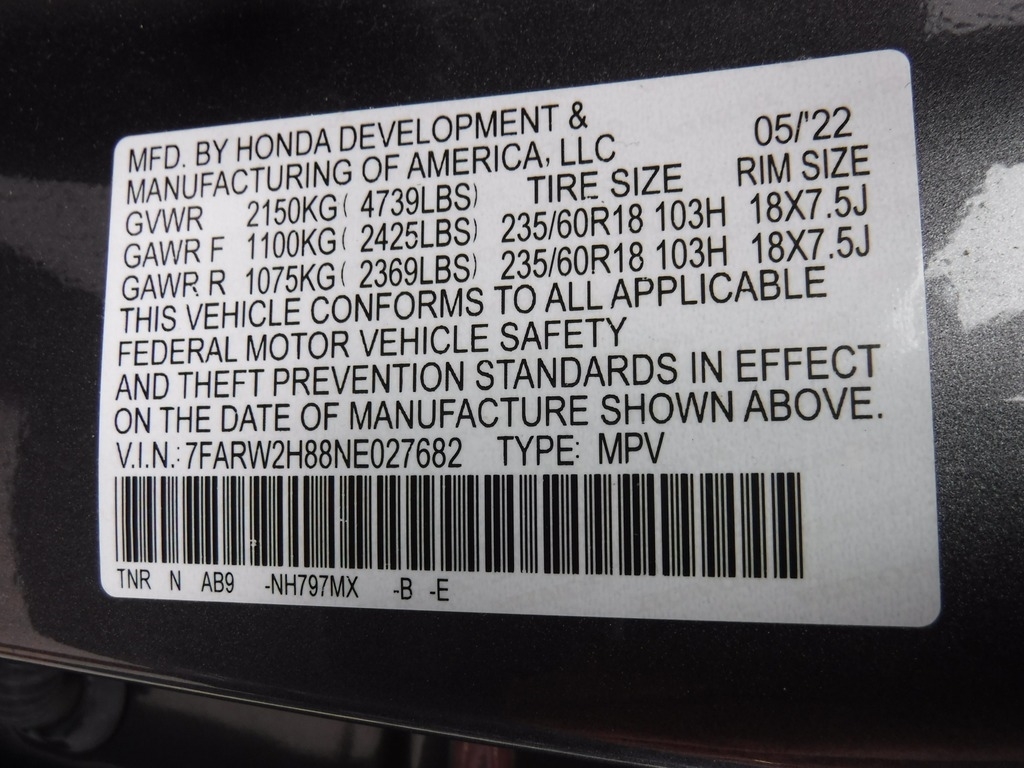 MFD. BY HONDA DEVELOPMENT & 05/'22
MANUFACTURING OF AMERICA, LLC
GVWR 2150KG( 4739LBS) TIRE SIZE RIM SIZE
GAWR F 1100KG( 2425LBS) 235/60R18 103H 18X7.5J
GAWR R 1075KG( 2369LBS) 235/60R18 103H 18X7.5J
THIS VEHICLE CONFORMS TO ALL APPLICABLE
FEDERAL MOTOR VEHICLE SAFETY
AND THEFT PREVENTION STANDARDS IN EFFECT
ON THE DATE OF MANUFACTURE SHOWN ABOVE.
V.I.N.: 7FARW2H88NE027682 TYPE: MPV
TNR N AB9 -NH797MX -B -E